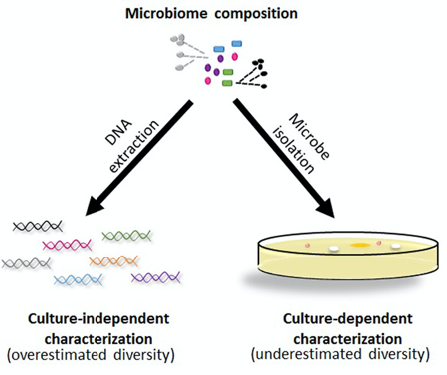 Microbiome composition
DNA
extraction
Microbe
isolation
Culture-independent
characterization
(overestimated diversity)
Culture-dependent
characterization
(underestimated diversity)